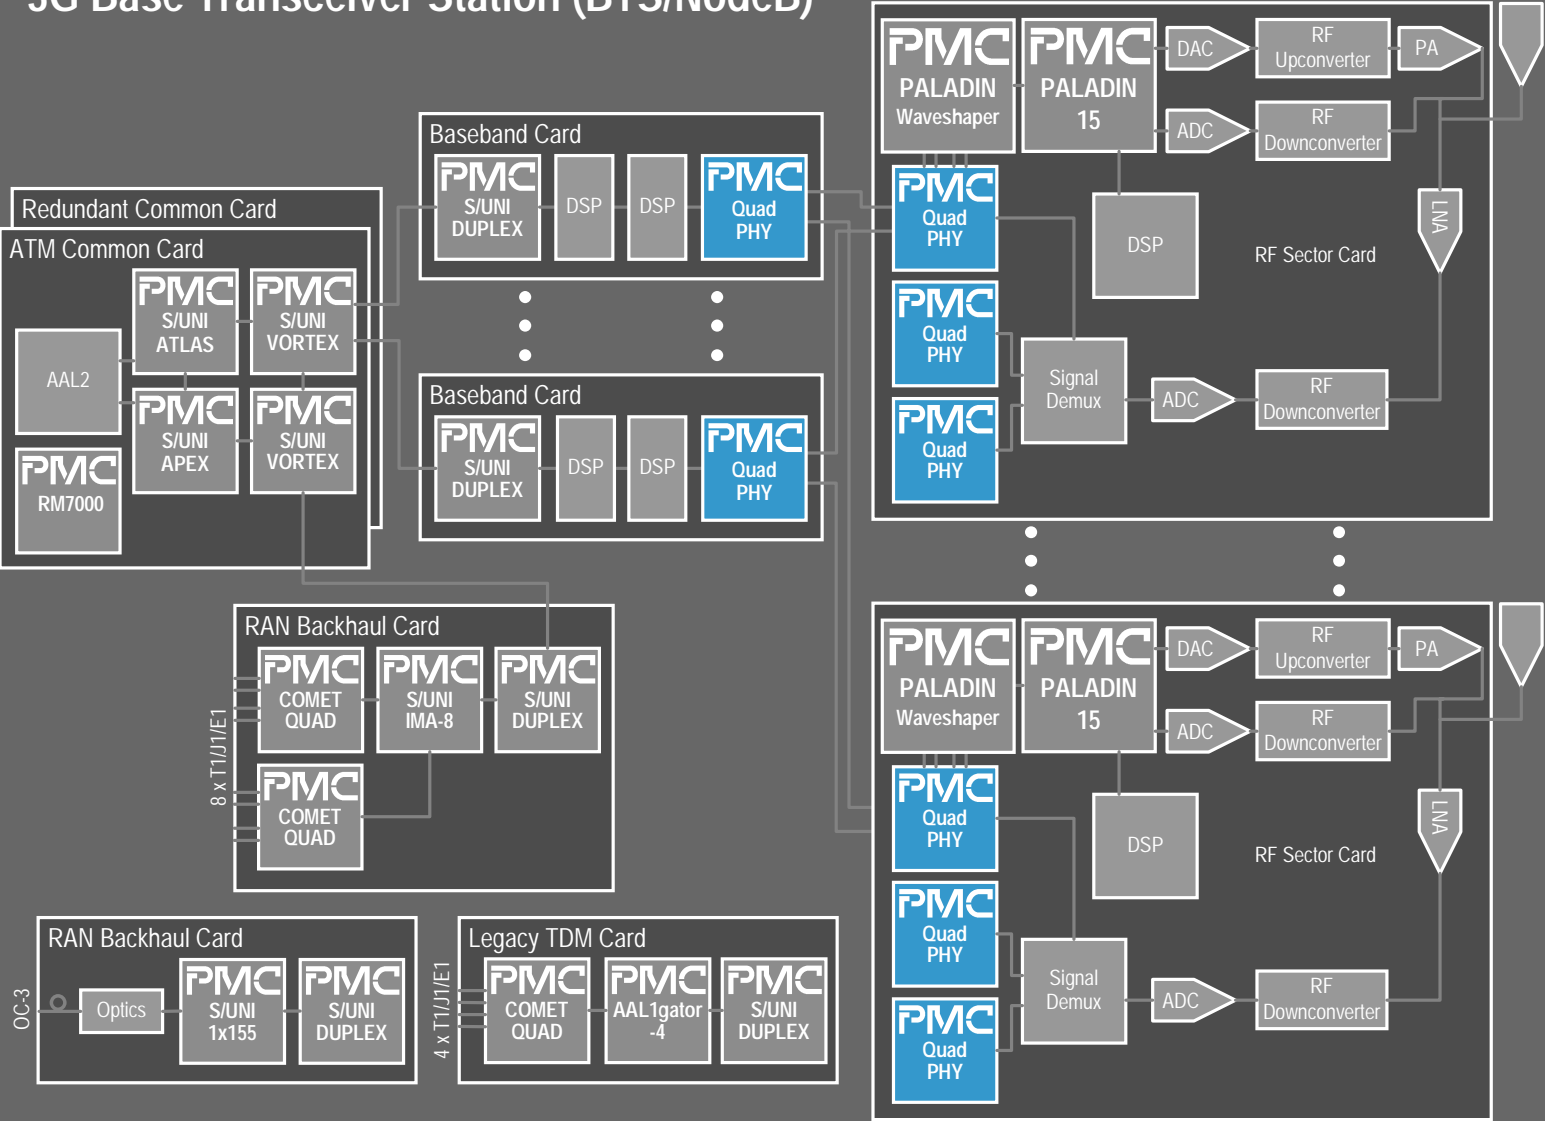 3G Base Transceiver Station (BTS/NodeB)
Redundant Common Card
ATM Common Card
AAL2
PMC
S/UNI
ATLAS
PMC
S/UNI
VORTEX
PMC
S/UNI
APEX
PMC
S/UNI
VORTEX
PMC
RM7000
Baseband Card
PMC
S/UNI
DUPLEX
DSP
DSP
PMC
Quad
PHY
Baseband Card
PMC
S/UNI
DUPLEX
DSP
DSP
PMC
Quad
PHY
PMC
PALADIN
Waveshaper
PMC
PALADIN
15
DAC
RF
Upconverter
PA
ADC
RF
Downconverter
PMC
Quad
PHY
DSP
RF Sector Card
LNA
PMC
Quad
PHY
PMC
Quad
PHY
Signal
Demux
ADC
RF
Downconverter
RAN Backhaul Card
8 x T1/J1/E1
PMC
COMET
QUAD
PMC
S/UNI
IMA-8
PMC
S/UNI
DUPLEX
PMC
COMET
QUAD
RAN Backhaul Card
OC-3
Optics
PMC
S/UNI
1x155
PMC
S/UNI
DUPLEX
Legacy TDM Card
4 x T1/J1/E1
PMC
COMET
QUAD
PMC
AAL1gator
-4
PMC
S/UNI
DUPLEX
PMC
PALADIN
Waveshaper
PMC
PALADIN
15
DAC
RF
Upconverter
PA
ADC
RF
Downconverter
PMC
Quad
PHY
DSP
RF Sector Card
LNA
PMC
Quad
PHY
PMC
Quad
PHY
Signal
Demux
ADC
RF
Downconverter